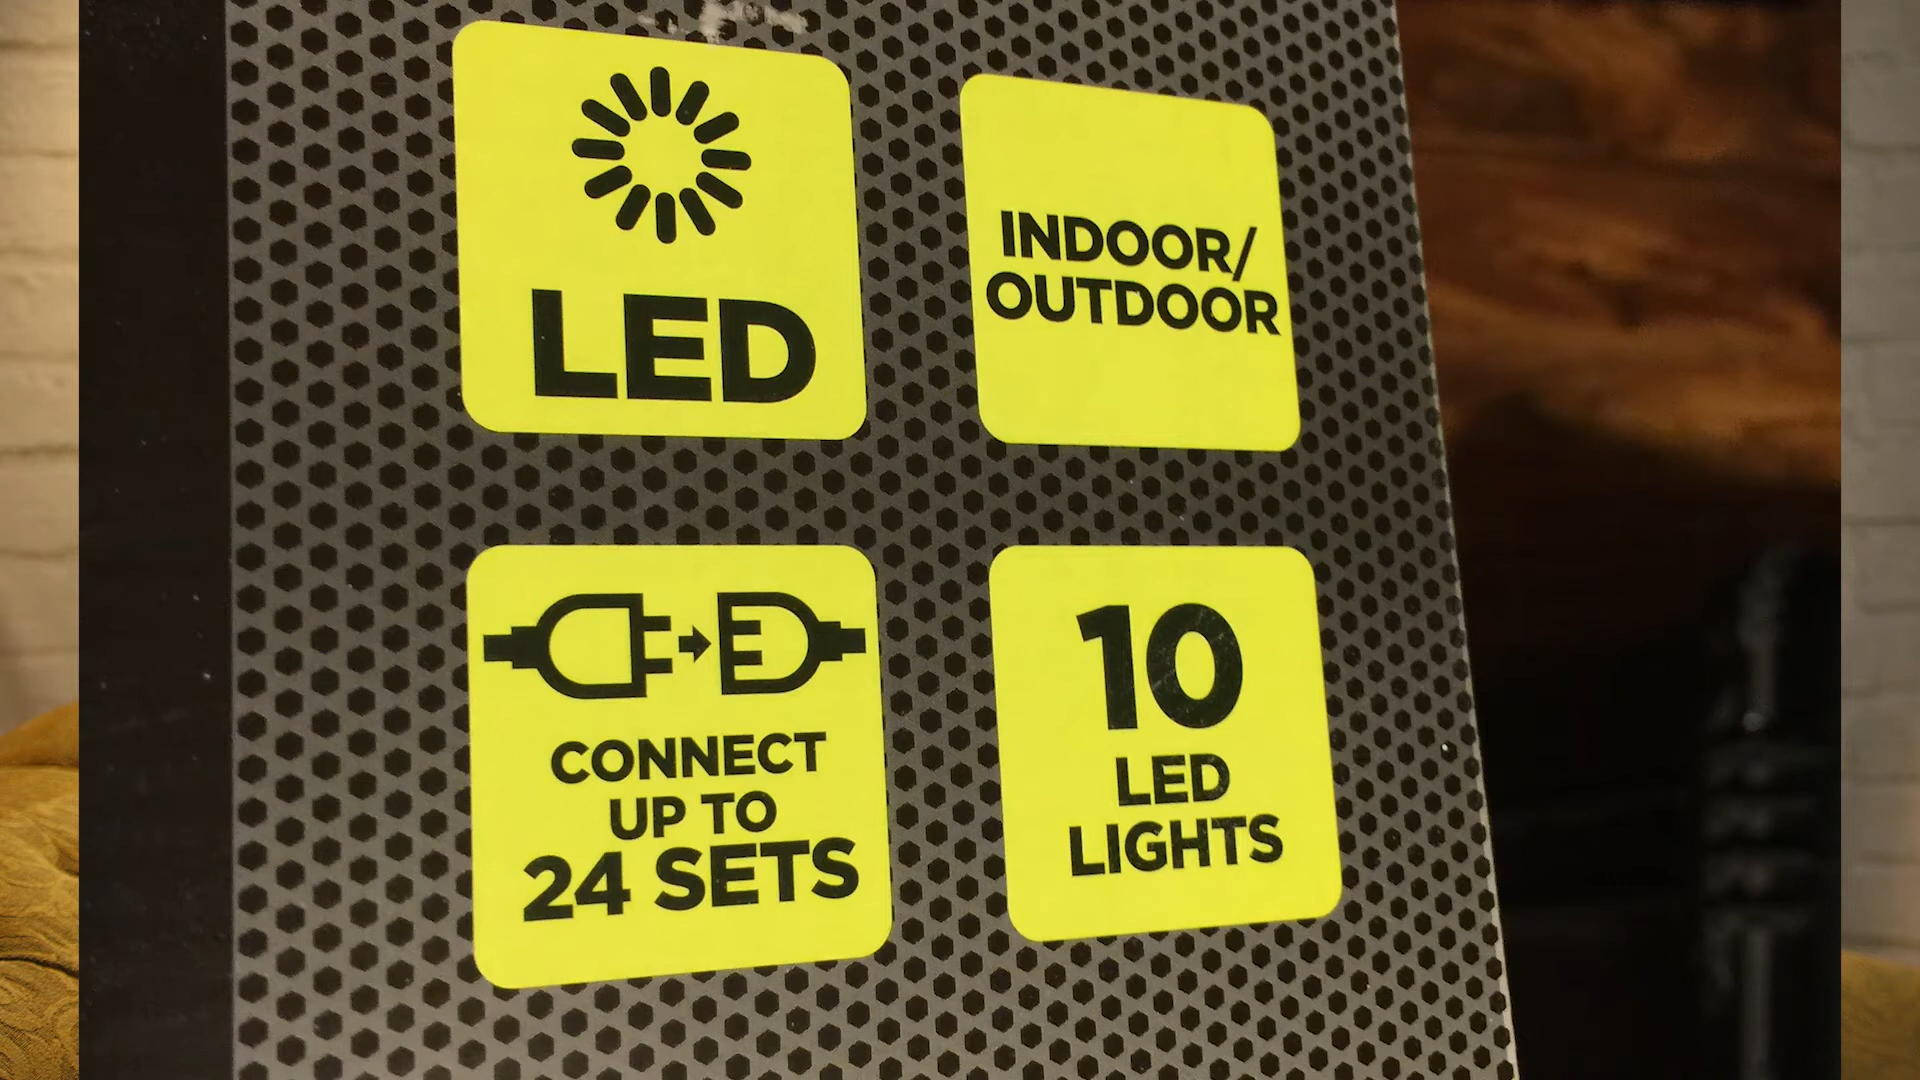 LED
INDOOR/
OUTDOOR
CONNECT
UP TO
24 SETS
10
LED
LIGHTS